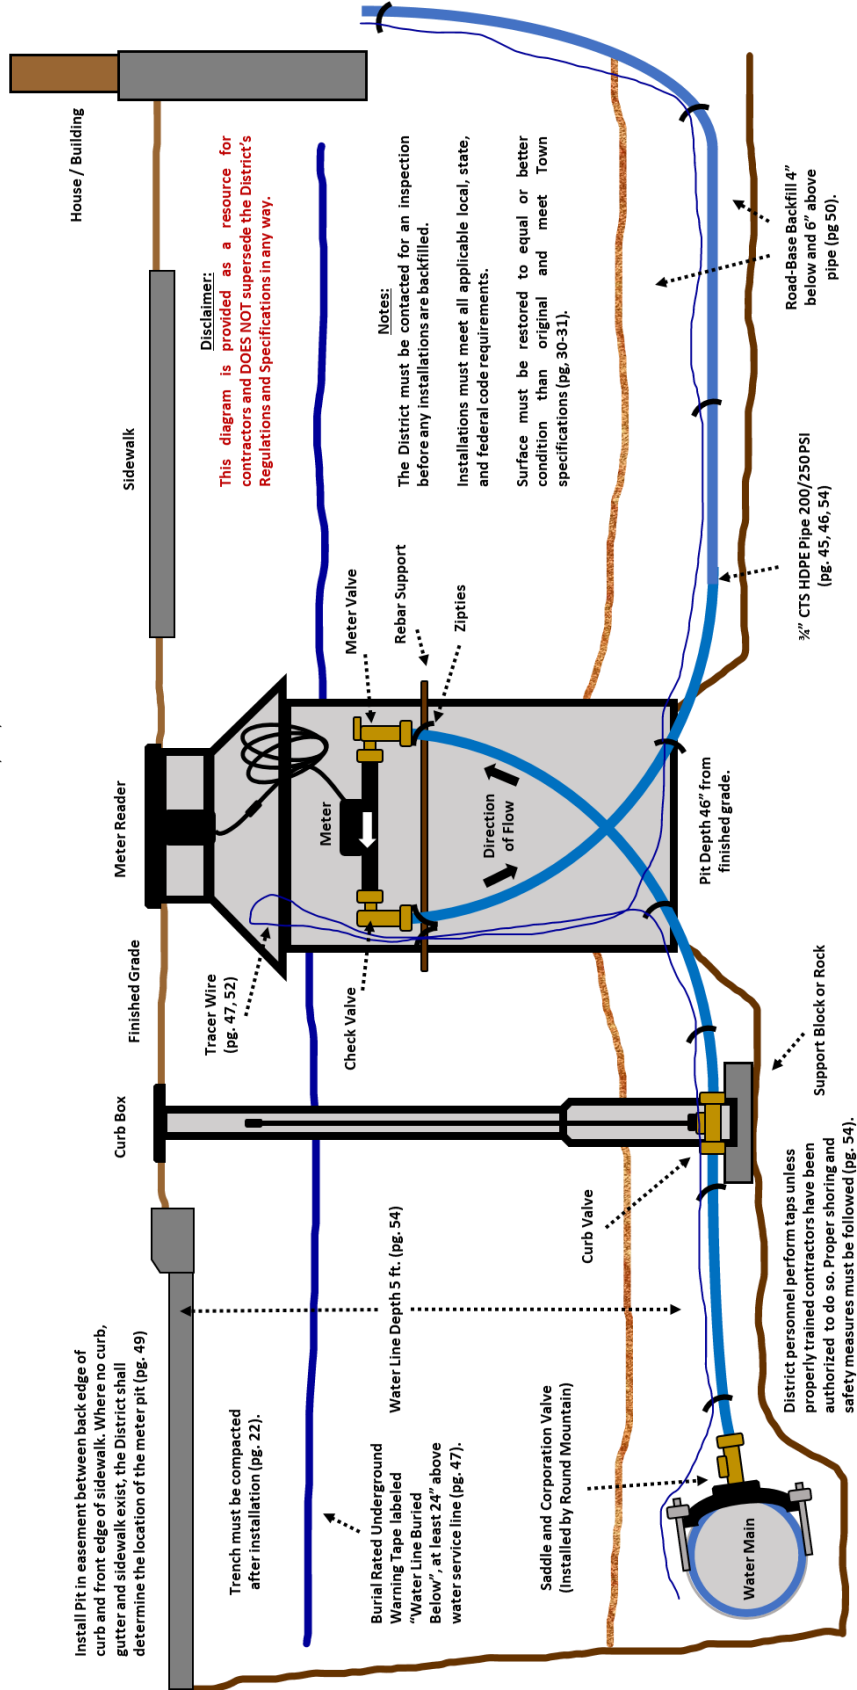 Install Pit in easement between back edge of
curb and front edge of sidewalk. Where no curb,
gutter and sidewalk exist, the District shall
determine the location of the meter pit (pg. 49)
Curb Box
Finished Grade
Meter Reader
Sidewalk
House / Building
Trench must be compacted
after installation (pg. 22).
Tracer Wire
(pg. 47, 52)
Disclaimer:
This diagram is provided as a resource for
contractors and DOES NOT supersede the District's
Regulations and Specifications in any way.
Water Line Depth 5 ft. (pg. 54)
Check Valve
Meter
Meter Valve
Rebar Support
Zipties
Notes:
The District must be contacted for an inspection
before any installations are backfilled.
Installations must meet all applicable local, state,
and federal code requirements.
Surface must be restored to equal or better
condition than original and meet Town
specifications (pg, 30-31).
Burial Rated Underground
Warning Tape labeled
"Water Line Buried
Below", at least 24" above
water service line (pg. 47).
Direction
of Flow
Saddle and Corporation Valve
(Installed by Round Mountain)
Curb Valve
Pit Depth 46" from
finished grade.
Water Main
District personnel perform taps unless
properly trained contractors have been
authorized to do so. Proper shoring and
safety measures must be followed (pg. 54).
Support Block or Rock
¾" CTS HDPE Pipe 200/250 PSI
(pg. 45, 46, 54)
Road-Base Backfill 4"
below and 6" above
pipe (pg 50).